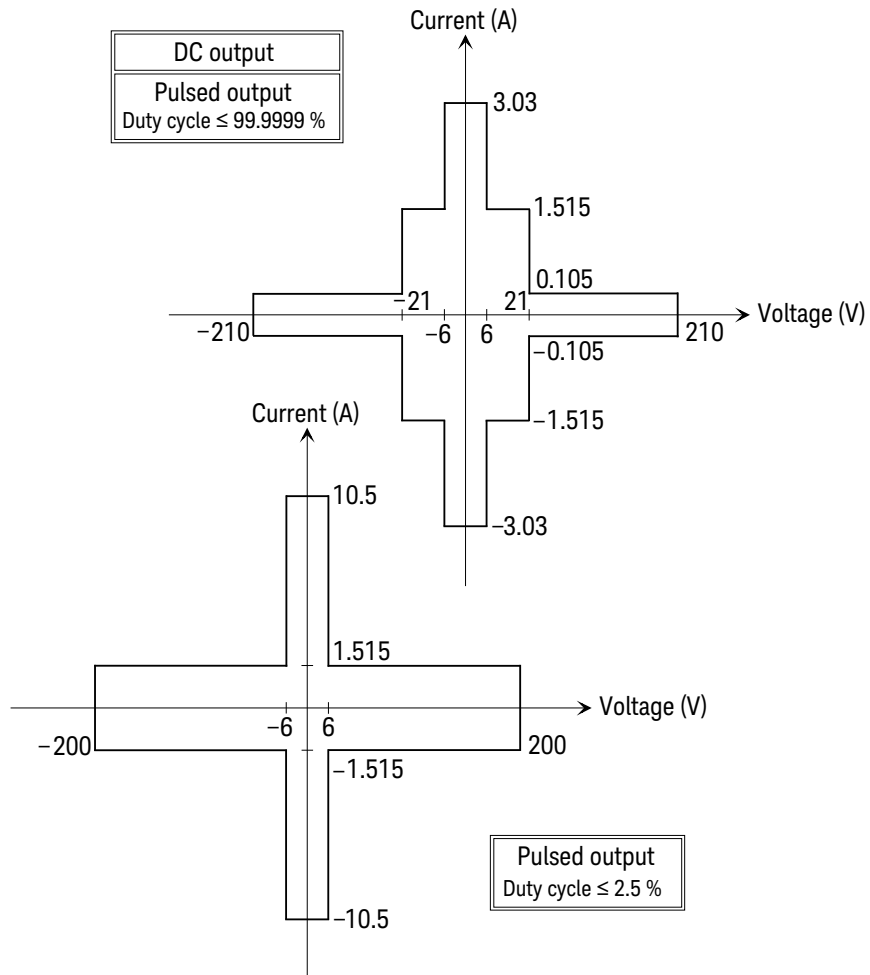 Current (A)
DC output
Pulsed output
Duty cycle ≤ 99.9999 %
3.03
1.515
0.105
−21
21
Voltage (V)
−210
−6
6
210
−0.105
−1.515
−3.03
Current (A)
10.5
1.515
Voltage (V)
−6
6
−200
200
−1.515
Pulsed output
Duty cycle ≤ 2.5 %
−10.5